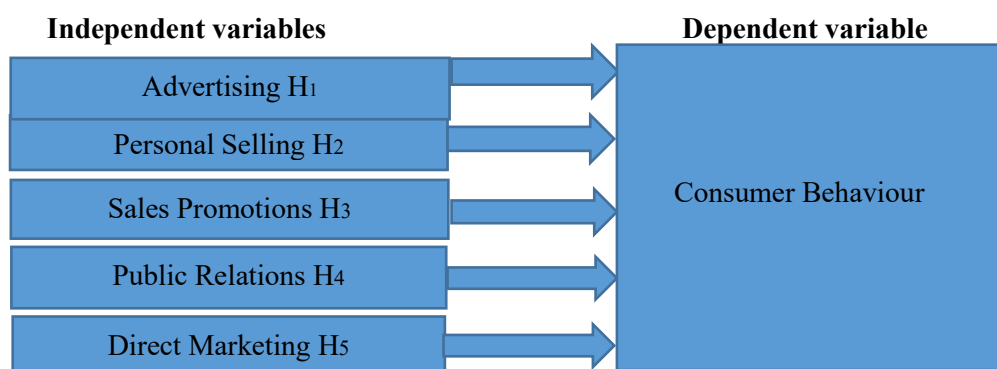 Independent variables
Dependent variable
Advertising H1
Personal Selling H2
Sales Promotions H3
Public Relations H4
Direct Marketing H5
Consumer Behaviour